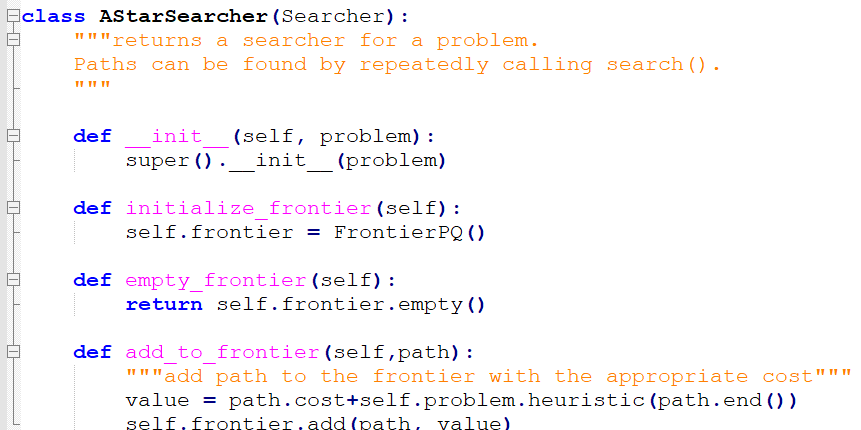 class AStarSearcher(Searcher):
"""returns a searcher for a problem.
Paths can be found by repeatedly calling search().
"""
def __init__(self, problem):
super().__init__(problem)
def initialize_frontier(self):
self.frontier = FrontierPQ()
def empty_frontier(self):
return self.frontier.empty()
def add_to_frontier(self,path):
"""add path to the frontier with the appropriate cost"""
value = path.cost+self.problem.heuristic(path.end())
self.frontier.add(path, value)